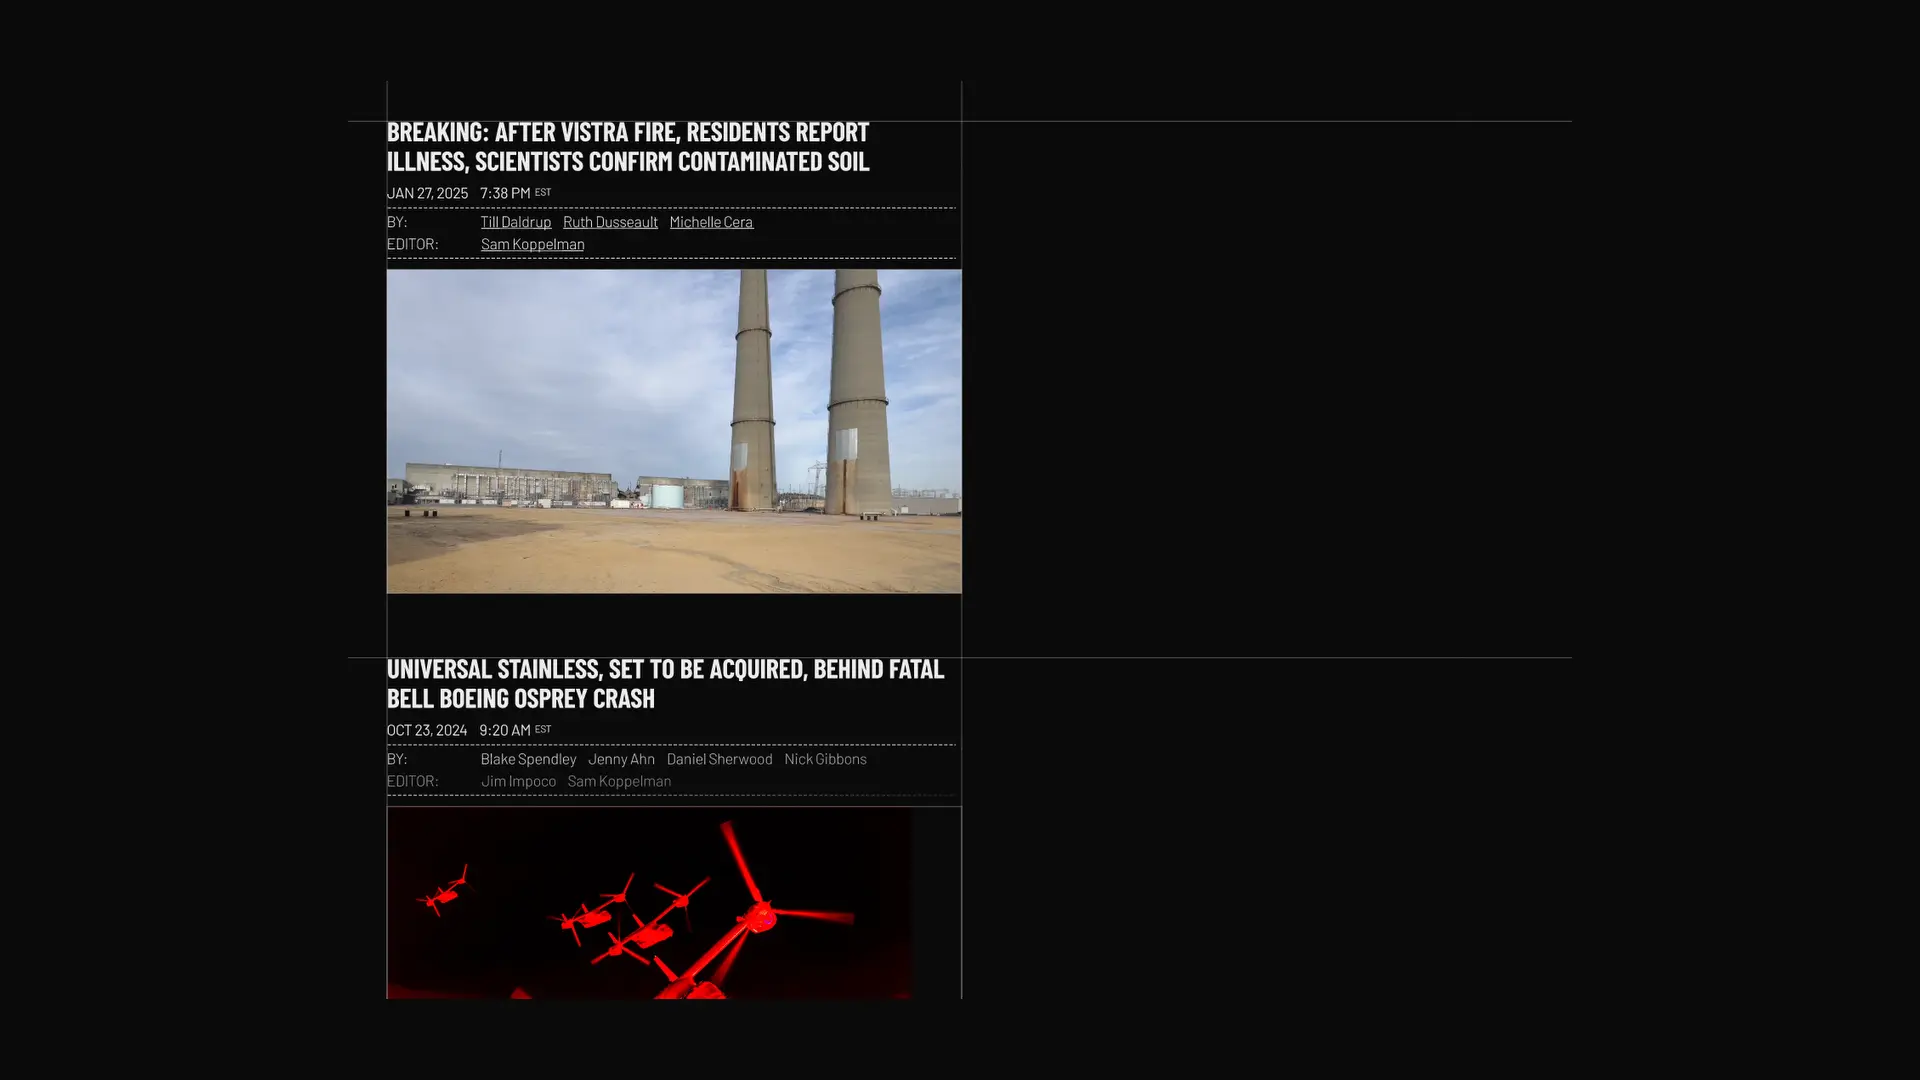 BREAKING: AFTER VISTRA FIRE, RESIDENTS REPORT
ILLNESS, SCIENTISTS CONFIRM CONTAMINATED SOIL
JAN 27, 2025 7:38 PM EST
BY: Till Daldrup Ruth Dusseault Michelle Cera
EDITOR: Sam Koppelman
UNIVERSAL STAINLESS, SET TO BE ACQUIRED, BEHIND FATAL
BELL BOEING OSPREY CRASH
OCT 23, 2024 9:20 AM EST
BY: Blake Spendley Jenny Ahn Daniel Sherwood Nick Gibbons
EDITOR: Jim Impoco Sam Koppelman